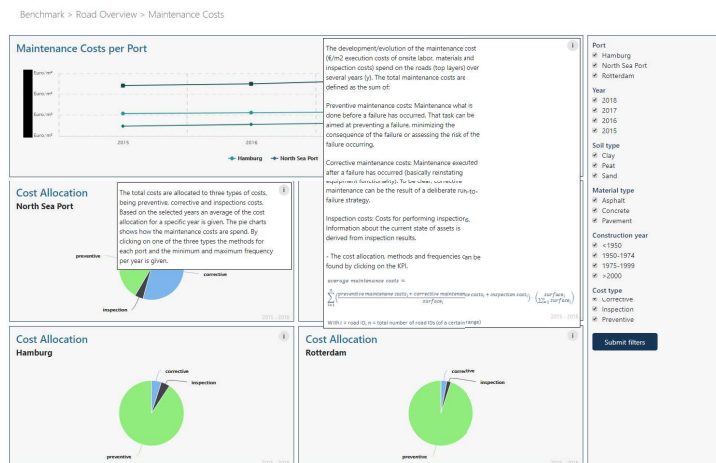 Benchmark > Road Overview > Maintenance Costs
Maintenance Costs per Port
Euro/m²
Euro/m²
Euro/m²
Euro/m²
2015
2016
Hamburg
North Sea Port
i
The development/evolution of the maintenance cost
(€/m2 execution costs of onsite labor, materials and
inspection costs) spend on the roads (top layers) over
several years (y). The total maintenance costs are
defined as the sum of:
Preventive maintenance costs: Maintenance what is
done before a failure has occurred. That task can be
aimed at preventing a failure, minimizing the
consequence of the failure or assessing the risk of the
failure occurring.
Corrective maintenance costs: Maintenance executed
after a failure has occurred (basically reinstating
equipment functionality). To be clear, corrective
maintenance can be the result of a deliberate run-to-
failure strategy.
Inspection costs: Costs for performing inspections,
Information about the current state of assets is
derived from inspection results.
- The cost allocation, methods and frequencies can be
found by clicking on the KPI.
average maintenance costs =
With i = road ID, n = total number of road IDs (of a certain range)
2015 - 2018
Cost Allocation
North Sea Port
i
The total costs are allocated to three types of costs,
being preventive, corrective and inspections costs.
Based on the selected years an average of the cost
allocation for a specific year is given. The pie charts
shows how the maintenance costs are spend. By
clicking on one of the three types the methods for
each port and the minimum and maximum frequency
per year is given.
preventive
corrective
inspection
2015 - 2018
Cost Allocation
Hamburg
i
corrective
inspection
preventive
2015 - 2018
Cost Allocation
Rotterdam
i
corrective
inspection
preventive
2015 - 2018
Port
Hamburg
North Sea Port
Rotterdam
Year
2018
2017
2016
2015
Soil type
Clay
Peat
Sand
Material type
Asphalt
Concrete
Pavement
Construction year
<1950
1950-1974
1975-1999
>2000
Cost type
Corrective
Inspection
Preventive
Submit filters